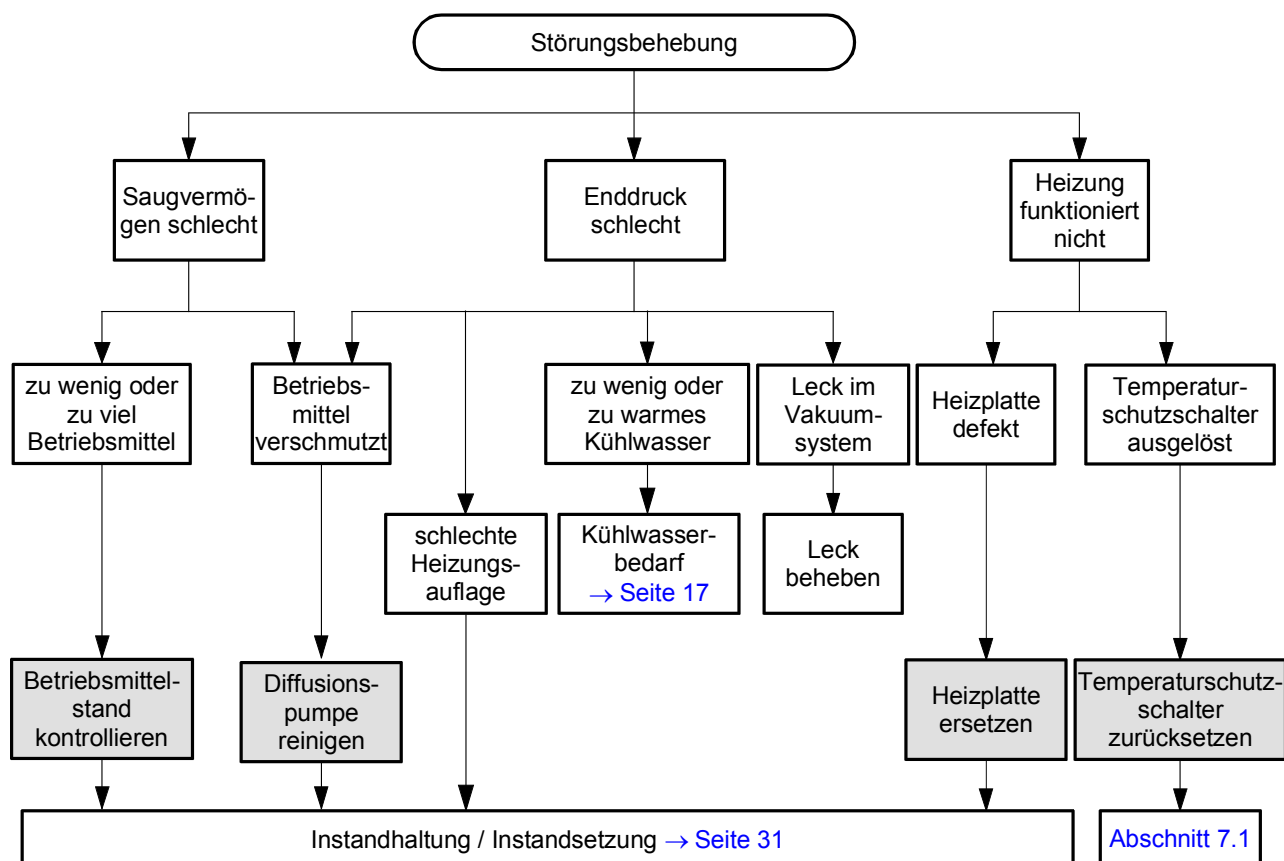 Störungsbehebung
Saugvermö-
gen schlecht
Enddruck
schlecht
Heizung
funktioniert
nicht
zu wenig oder
zu viel
Betriebsmittel
Betriebs-
mittel
verschmutzt
zu wenig oder
zu warmes
Kühlwasser
Leck im
Vakuum-
system
Heizplatte
defekt
Temperatur-
schutzschalter
ausgelöst
schlechte
Heizungs-
auflage
Kühlwasser-
bedarf
→ Seite 17
Leck
beheben
Betriebsmittel-
stand
kontrollieren
Diffusions-
pumpe
reinigen
Heizplatte
ersetzen
Temperaturschutz-
schalter
zurücksetzen
Instandhaltung / Instandsetzung → Seite 31
Abschnitt 7.1